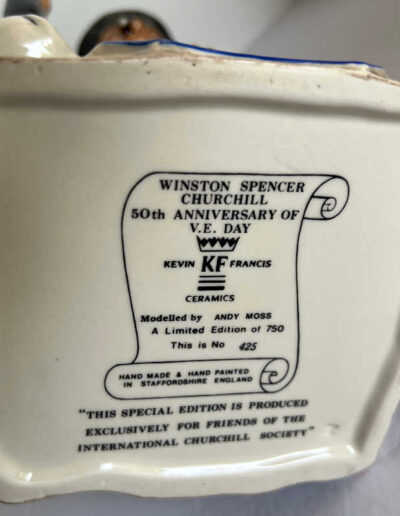 WINSTON SPENCER
CHURCHILL
50th ANNIVERSARY OF
V.E. DAY
KEVIN KF FRANCIS
CERAMICS
Modelled by ANDY MOSS
A Limited Edition of 750
This is No 425
HAND MADE & HAND PAINTED
IN STAFFORDSHIRE ENGLAND
"THIS SPECIAL EDITION IS PRODUCED
EXCLUSIVELY FOR FRIENDS OF THE
INTERNATIONAL CHURCHILL SOCIETY"